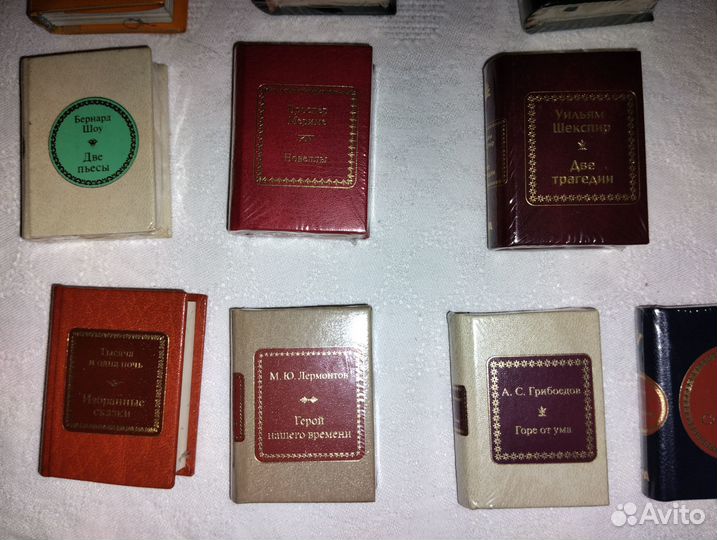 Бернард
Шоу
Две
пьесы
Проспер
Мериме
Новеллы
Уильям
Шекспир
Две
трагедии
Тысяча
и одна ночь
Избранные
сказки
М. Ю. Лермонтов
Герой
нашего времени
А. С. Грибоедов
Горе от ума
Avito